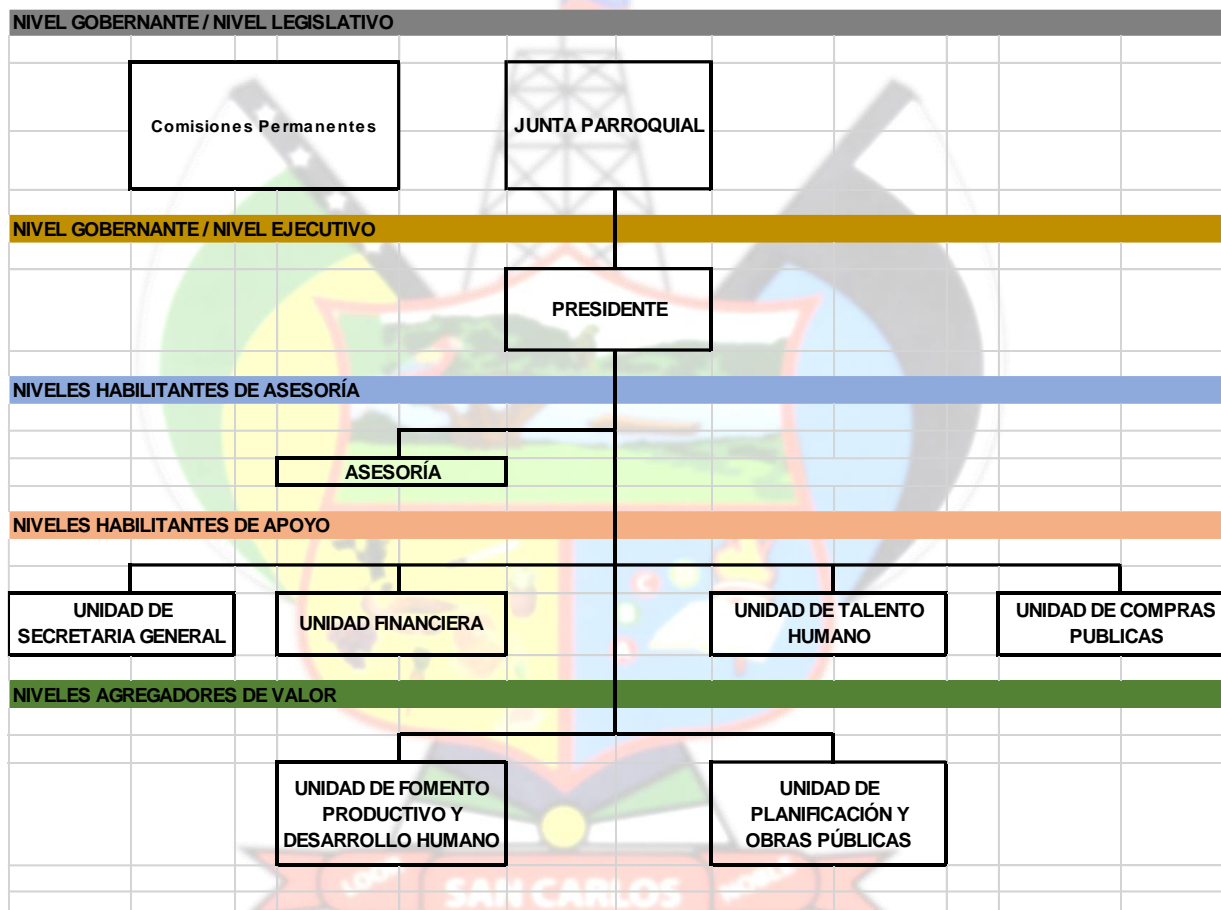 NIVEL GOBERNANTE / NIVEL LEGISLATIVO
Comisiones Permanentes
JUNTA PARROQUIAL
NIVEL GOBERNANTE / NIVEL EJECUTIVO
PRESIDENTE
NIVELES HABILITANTES DE ASESORÍA
ASESORÍA
NIVELES HABILITANTES DE APOYO
UNIDAD DE
SECRETARIA GENERAL
UNIDAD FINANCIERA
UNIDAD DE TALENTO
HUMANO
UNIDAD DE COMPRAS
PUBLICAS
NIVELES AGREGADORES DE VALOR
UNIDAD DE FOMENTO
PRODUCTIVO Y
DESARROLLO HUMANO
UNIDAD DE
PLANIFICACIÓN Y
OBRAS PÚBLICAS
SAN CARLOS